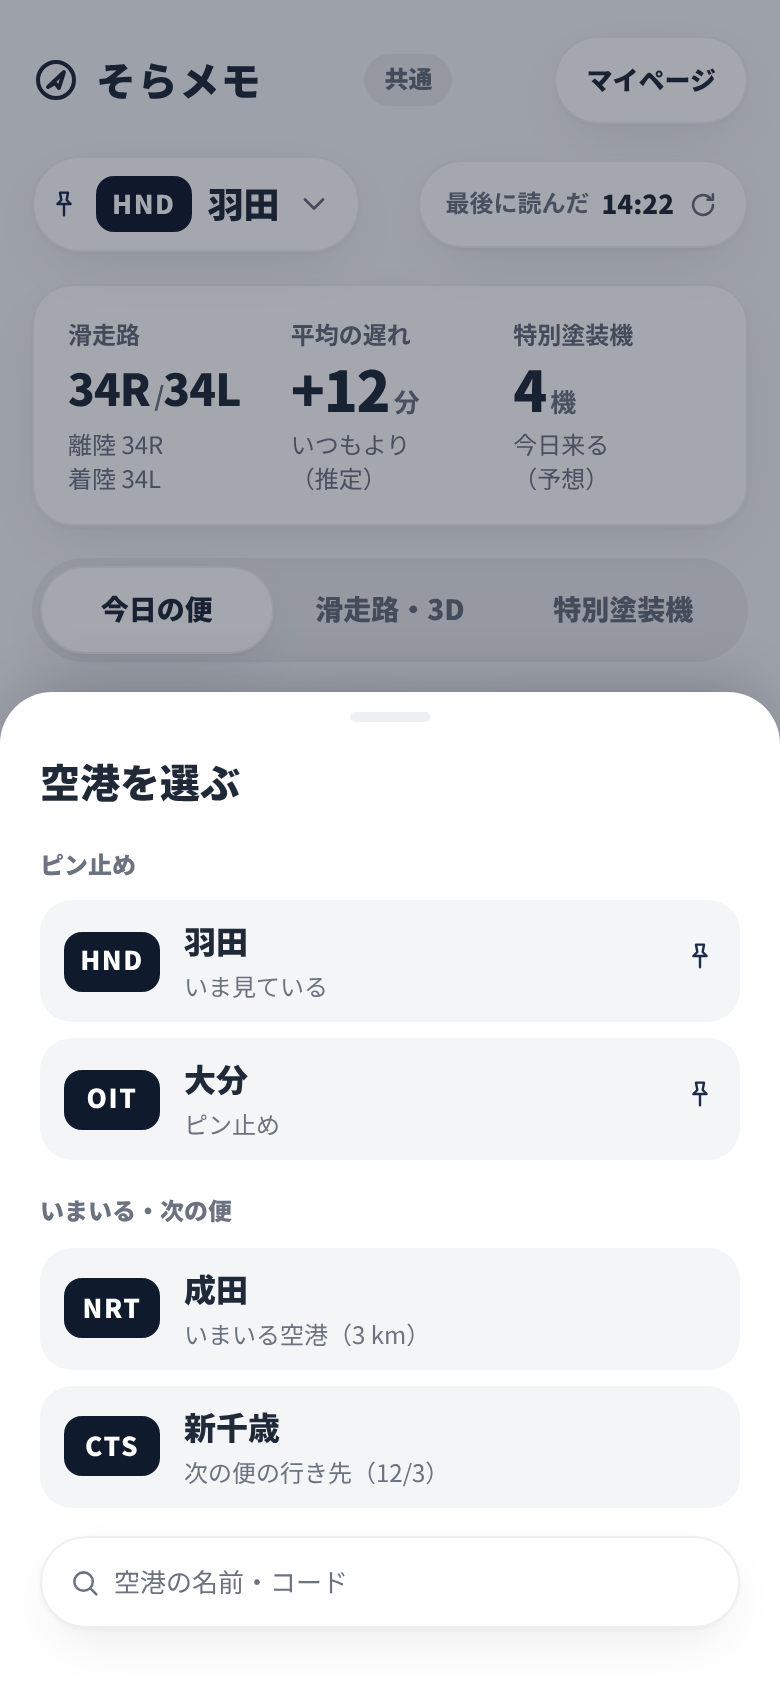 そらメモ
共通
マイページ
HND 羽田
最後に読んだ 14:22
滑走路
34R/34L
離陸 34R
着陸 34L
平均の遅れ
+12分
いつもより
（推定）
特別塗装機
4機
今日来る
（予想）
今日の便
滑走路・3D
特別塗装機
空港を選ぶ
ピン止め
HND
羽田
いま見ている
OIT
大分
ピン止め
いまいる・次の便
NRT
成田
いまいる空港（3 km）
CTS
新千歳
次の便の行き先（12/3）
空港の名前・コード